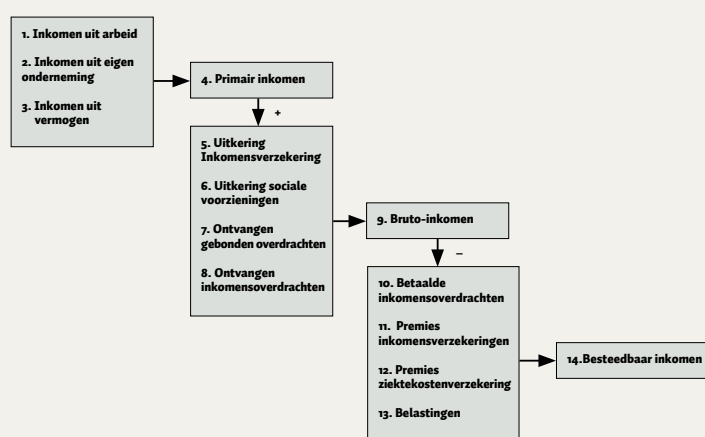 1. Inkomen uit arbeid
2. Inkomen uit eigen
onderneming
3. Inkomen uit
vermogen
4. Primair inkomen
+
5. Uitkering
Inkomensverzekering
6. Uitkering sociale
voorzieningen
7. Ontvangen
gebonden overdrachten
8. Ontvangen
inkomensoverdrachten
9. Bruto-inkomen
–
10. Betaalde
inkomensoverdrachten
11. Premies
inkomensverzekeringen
12. Premies
ziektekostenverzekering
13. Belastingen
14.Besteedbaar inkomen